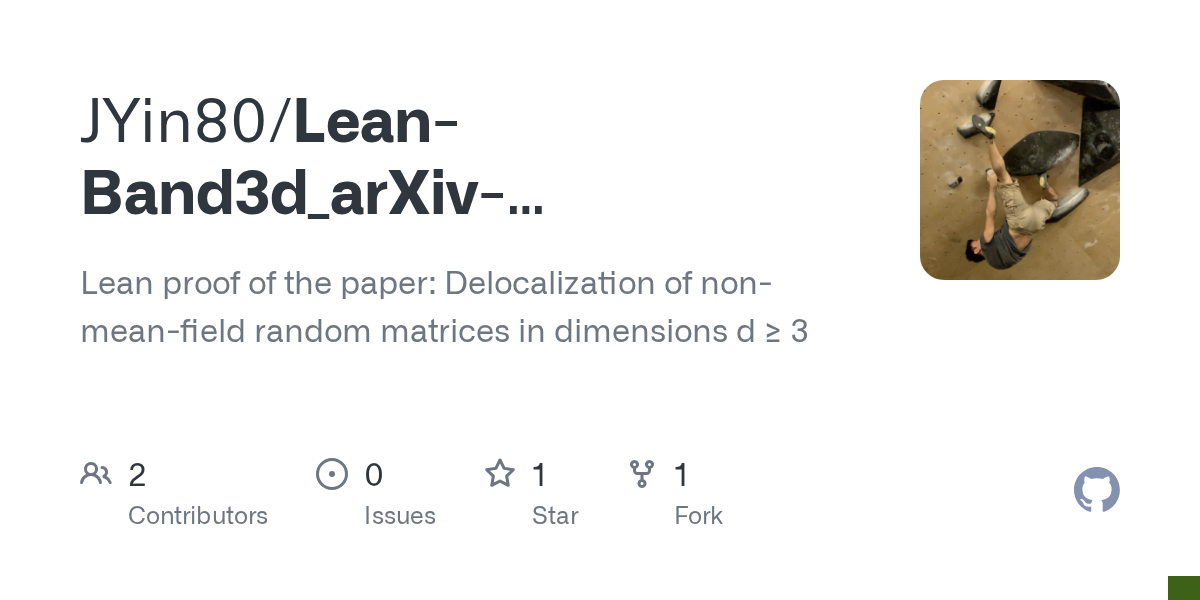 JYin80/Lean-
Band3d_arXiv-...
Lean proof of the paper: Delocalization of non-
mean-field random matrices in dimensions d ≥ 3
2
Contributors
0
Issues
1
Star
1
Fork